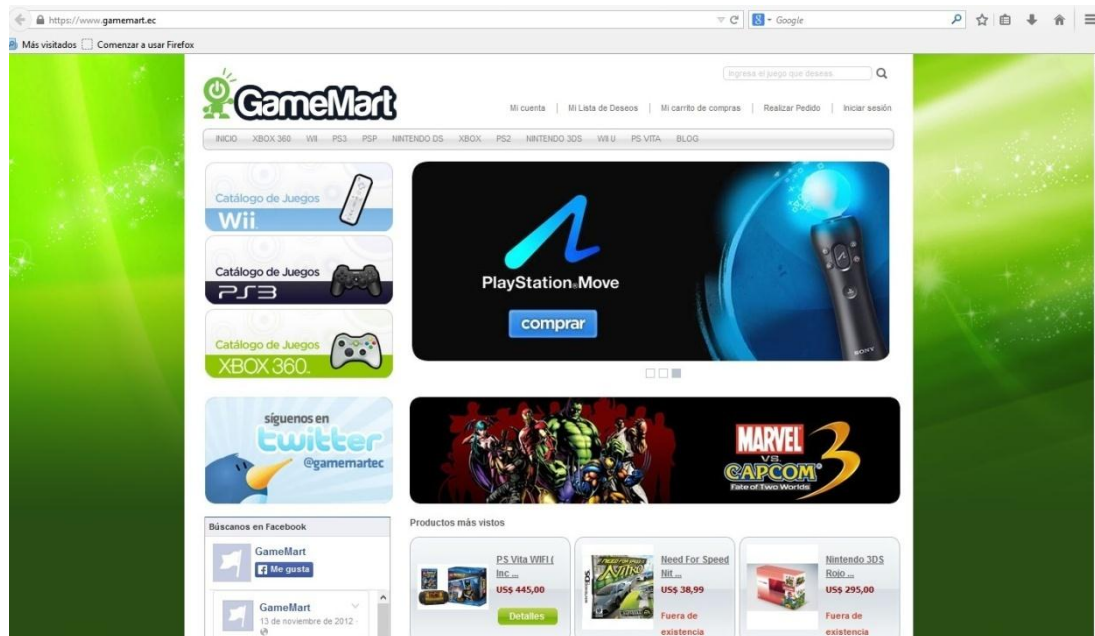 https://www.gamemart.ec
Google
Más visitados Comenzar a usar Firefox
GameMart
Ingresa el juego que deseas
Mi cuenta | Mi Lista de Deseos | Mi carrito de compras | Realizar Pedido | Iniciar sesión
INICIO XBOX 360 WII PS3 PSP NINTENDO DS XBOX PS2 NINTENDO 3DS WII U PS VITA BLOG
Catálogo de Juegos
Wii.
Catálogo de Juegos
PS3
Catálogo de Juegos
XBOX 360.
PlayStation®Move
comprar
SONY
síguenos en
twitter
@gamemartec
MARVEL
VS.
CAPCOM® 3
Fate of Two Worlds
Búscanos en Facebook
GameMart
Me gusta
GameMart
13 de noviembre de 2012 ·
Productos más vistos
PS Vita WIFI (
Inc ...
US$ 445,00
Detalles
NEED FOR SPEED
NITRO
Need For Speed
Nit ...
US$ 38,99
Fuera de
existencia
Nintendo 3DS
Rojo ...
US$ 295,00
Fuera de
existencia